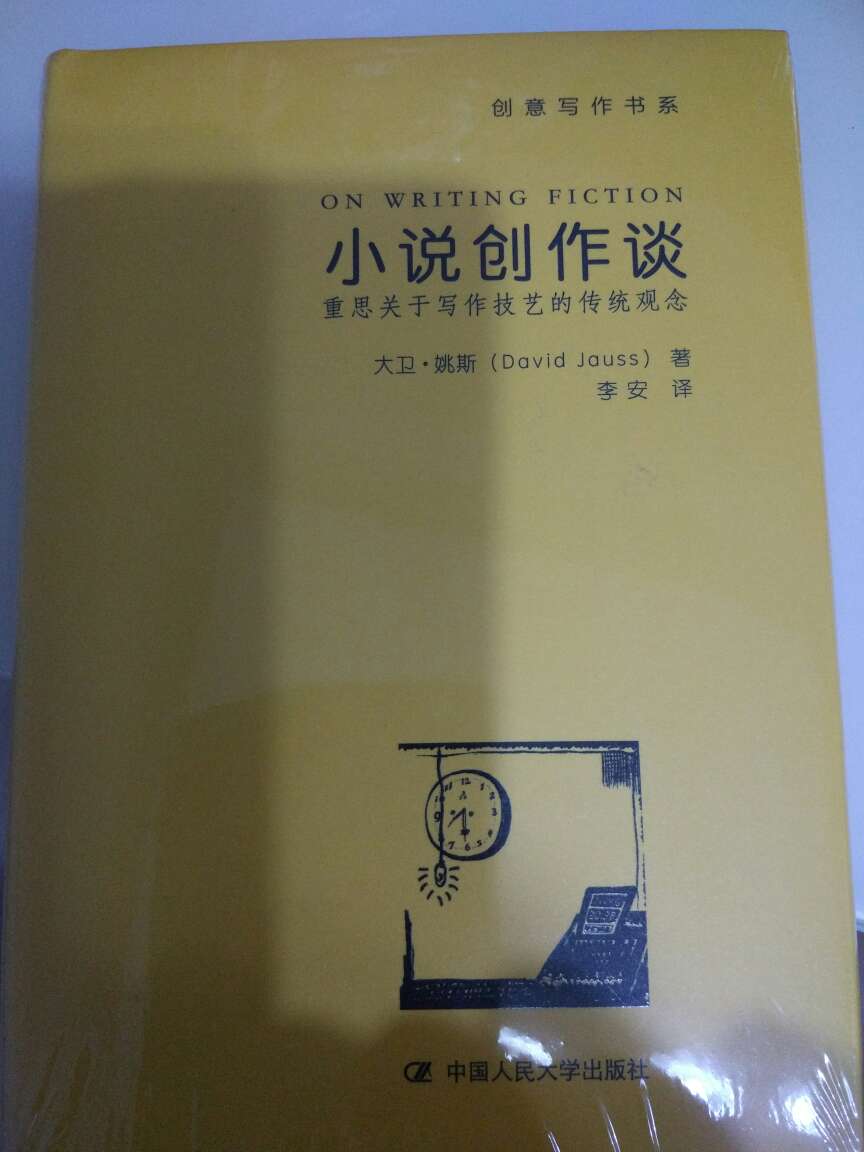 创意写作书系
ON WRITING FICTION
小说创作谈
重思关于写作技艺的传统观念
大卫·姚斯（David Jauss）著
李安 译
中国人民大学出版社